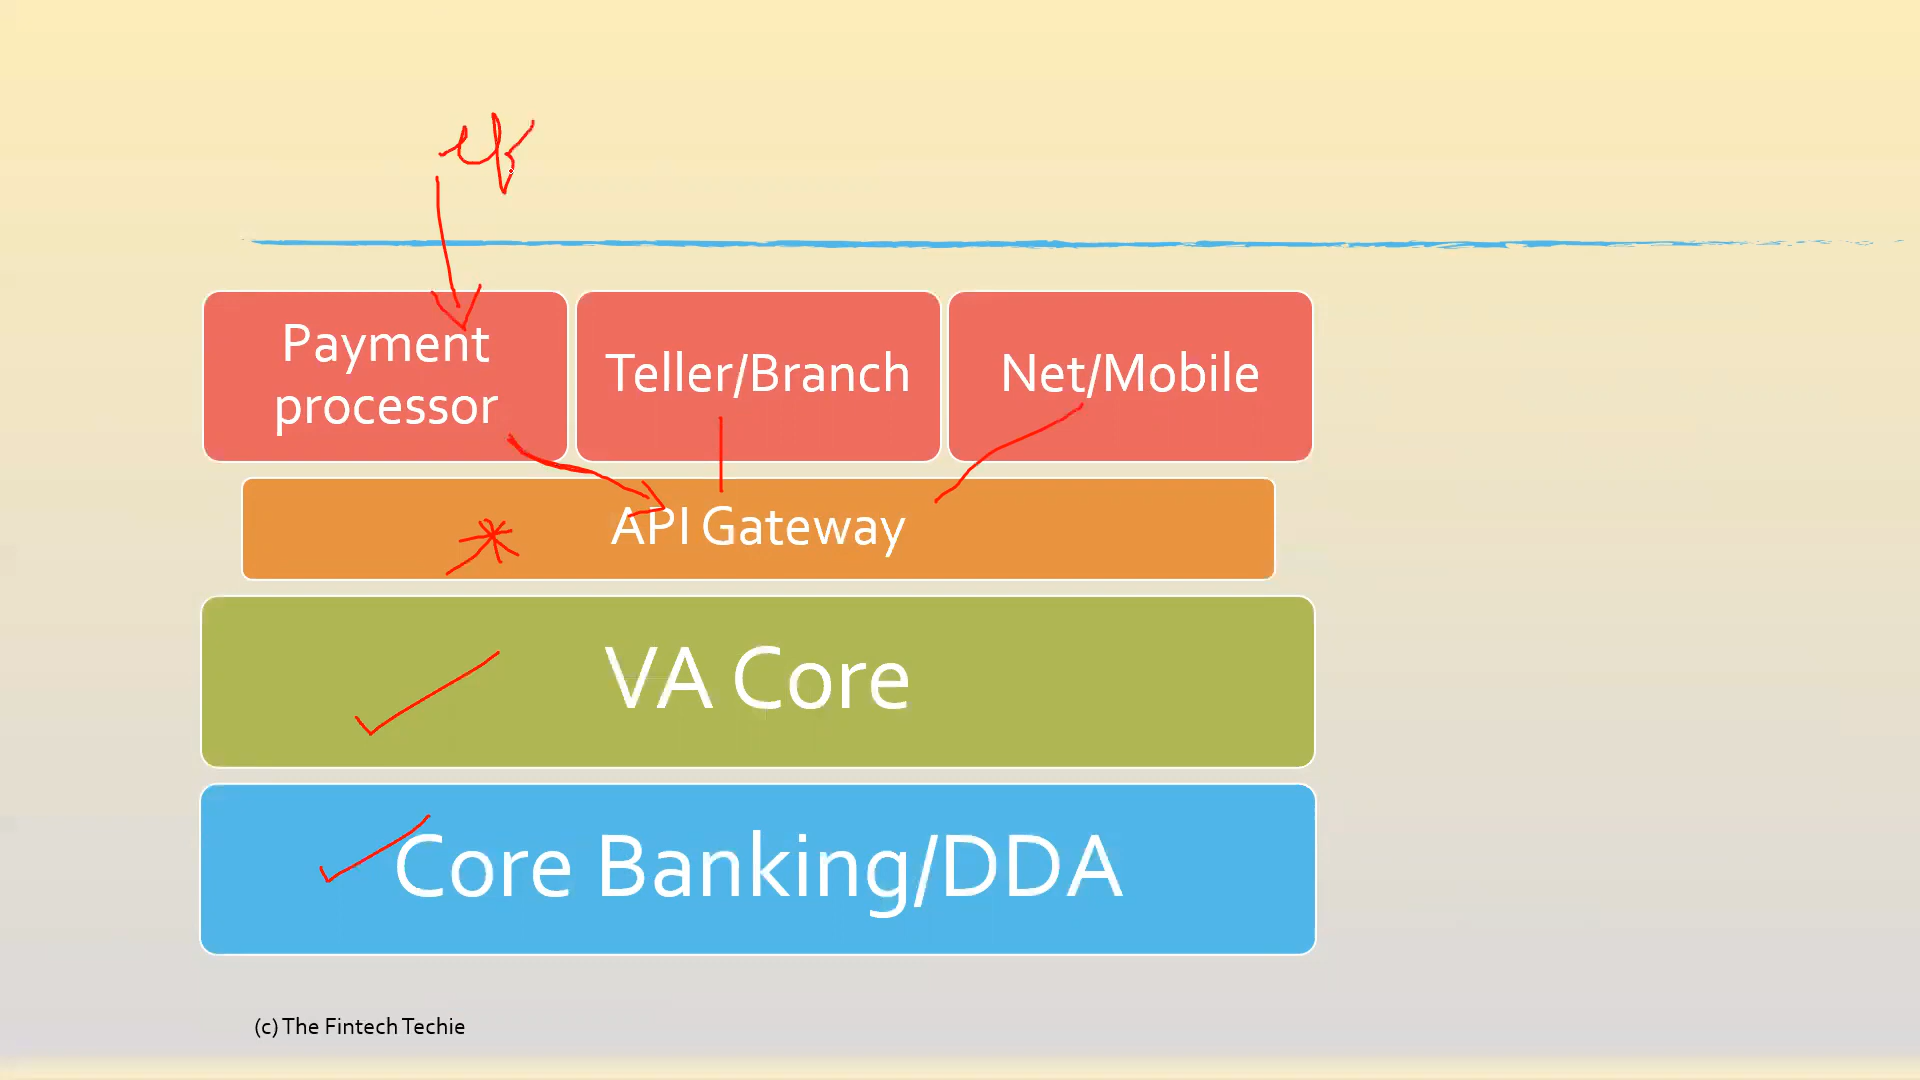 Payment
processor
Teller/Branch
Net/Mobile
API Gateway
VA Core
Core Banking/DDA
(c) The Fintech Techie